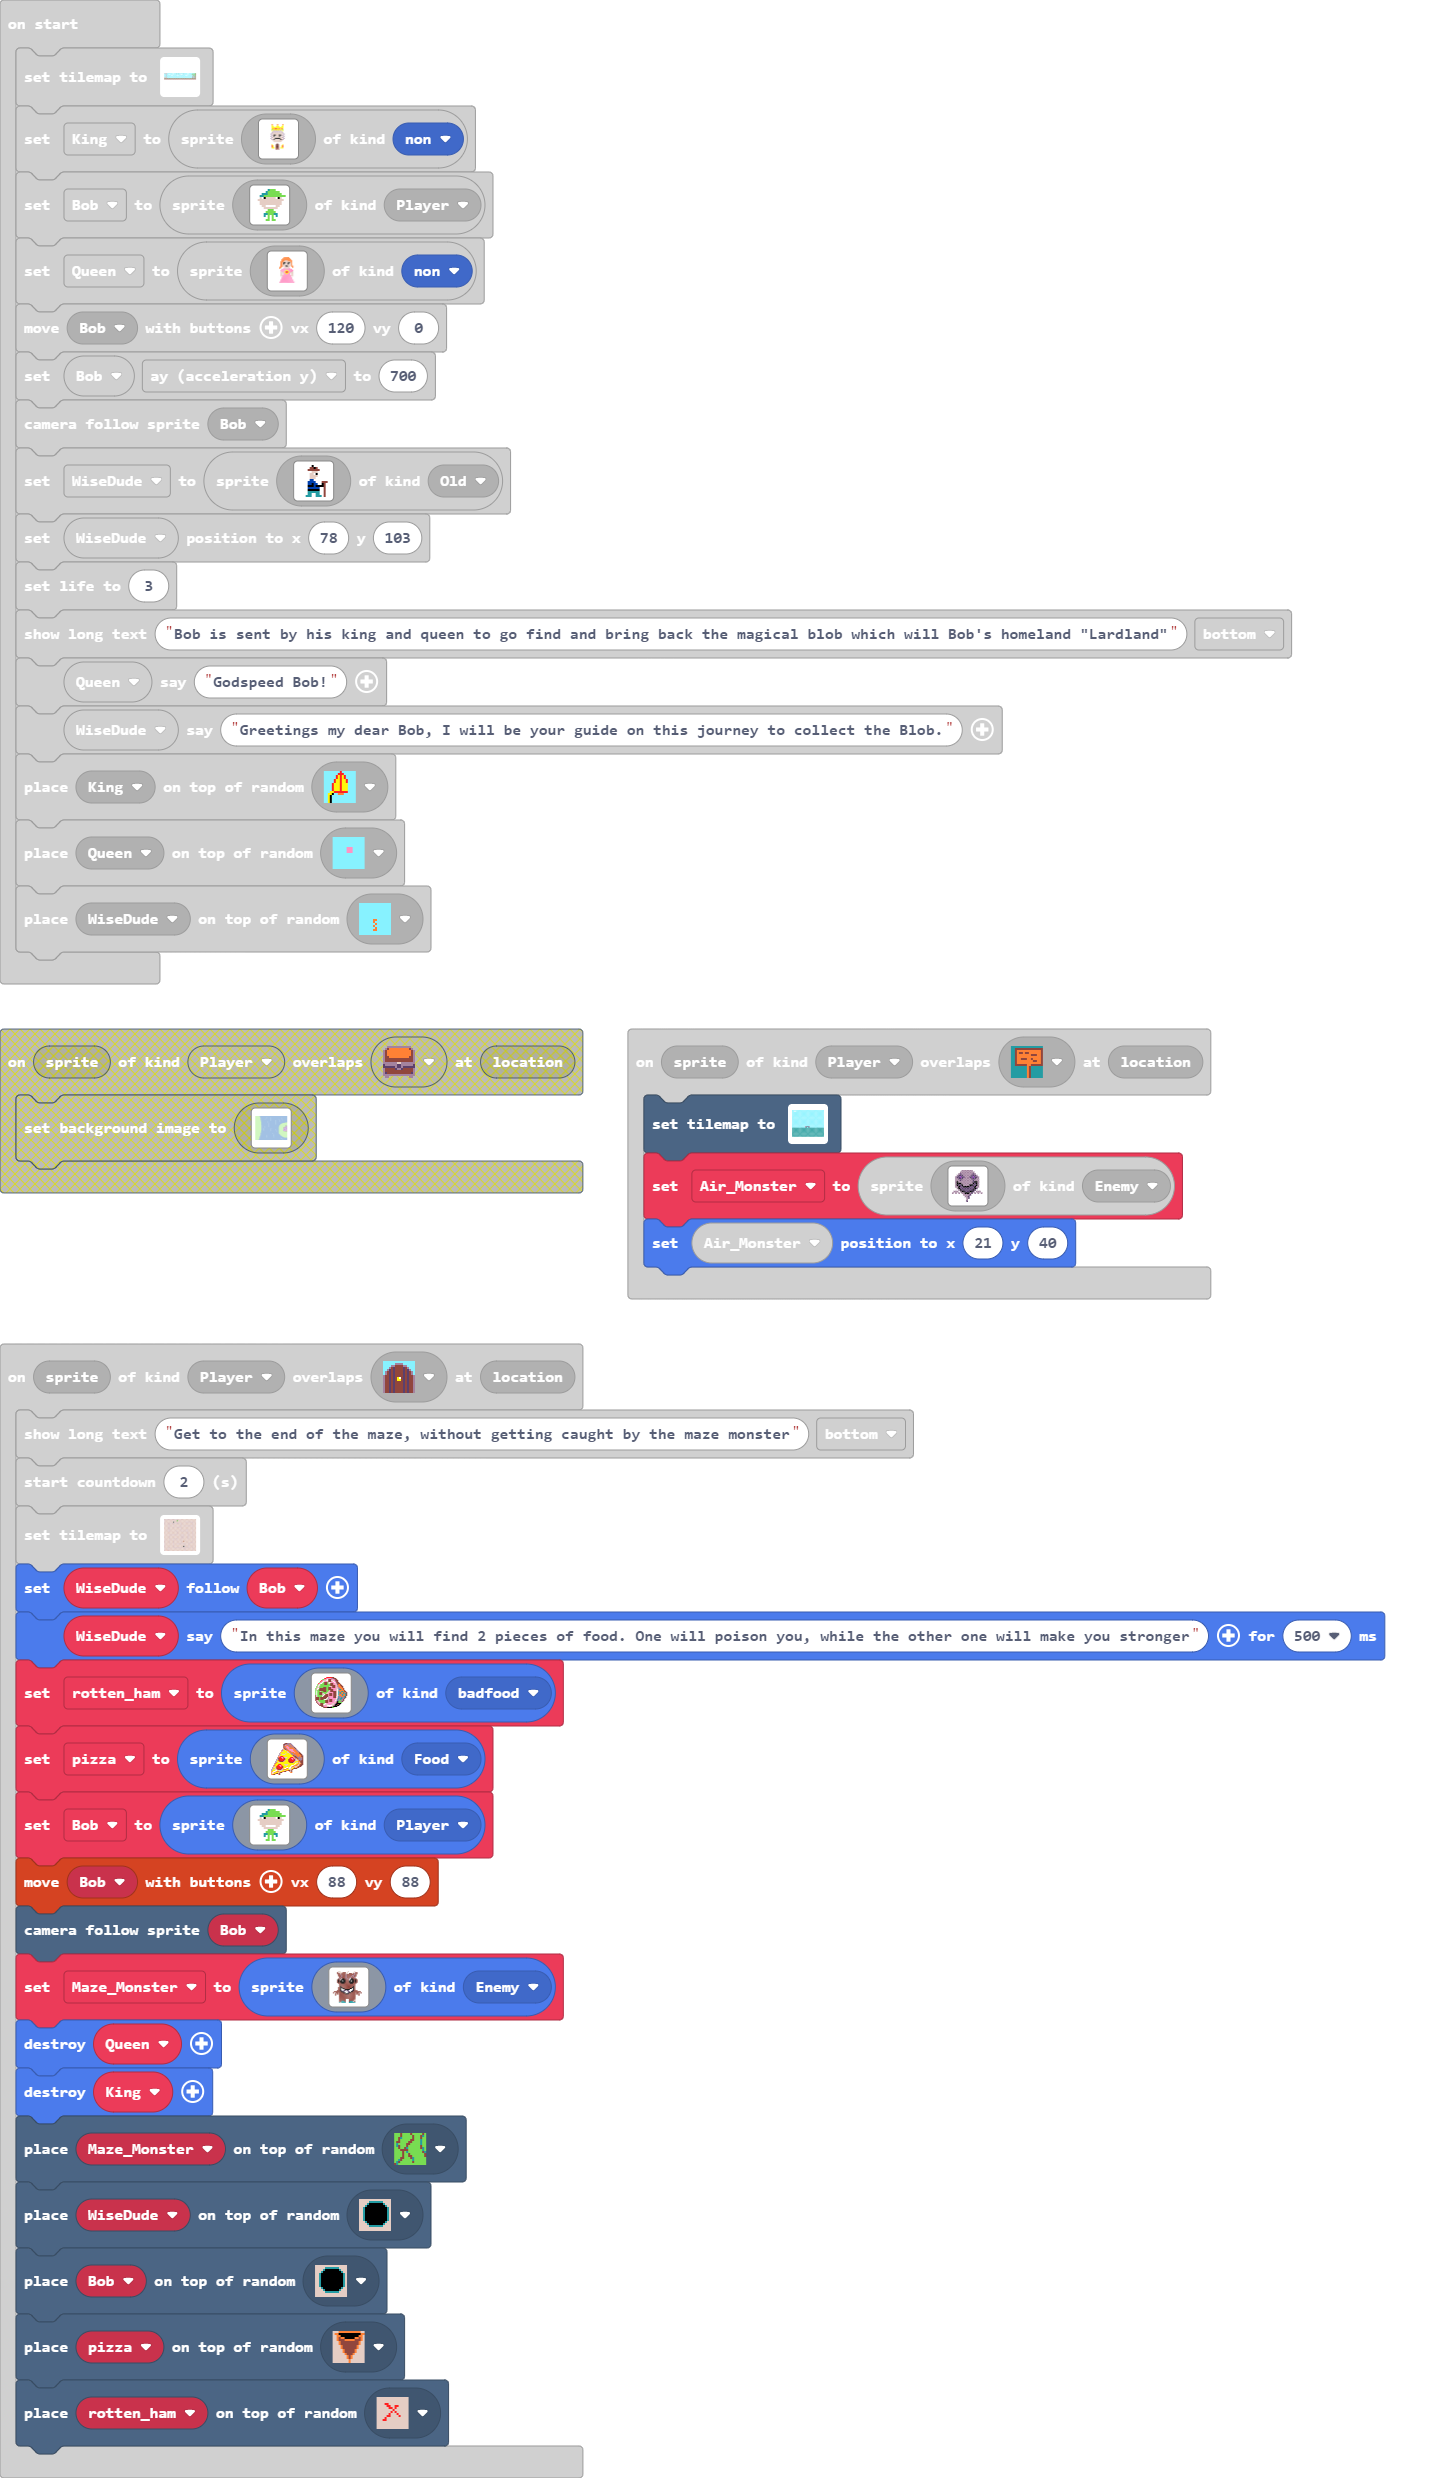 on start
set tilemap to
set King to sprite of kind non
set Bob to sprite of kind Player
set Queen to sprite of kind non
move Bob with buttons vx 120 vy 0
set Bob ay (acceleration y) to 700
camera follow sprite Bob
set WiseDude to sprite of kind Old
set WiseDude position to x 78 y 103
set life to 3
show long text "Bob is sent by his king and queen to go find and bring back the magical blob which will Bob's homeland "Lardland"" bottom
Queen say "Godspeed Bob!"
WiseDude say "Greetings my dear Bob, I will be your guide on this journey to collect the Blob."
place King on top of random
place Queen on top of random
place WiseDude on top of random
on sprite of kind Player overlaps at location
set background image to
on sprite of kind Player overlaps at location
set tilemap to
set Air_Monster to sprite of kind Enemy
set Air_Monster position to x 21 y 40
on sprite of kind Player overlaps at location
show long text "Get to the end of the maze, without getting caught by the maze monster" bottom
start countdown 2 (s)
set tilemap to
set WiseDude follow Bob
WiseDude say "In this maze you will find 2 pieces of food. One will poison you, while the other one will make you stronger" for 500 ms
set rotten_ham to sprite of kind badfood
set pizza to sprite of kind Food
set Bob to sprite of kind Player
move Bob with buttons vx 88 vy 88
camera follow sprite Bob
set Maze_Monster to sprite of kind Enemy
destroy Queen
destroy King
place Maze_Monster on top of random
place WiseDude on top of random
place Bob on top of random
place pizza on top of random
place rotten_ham on top of random